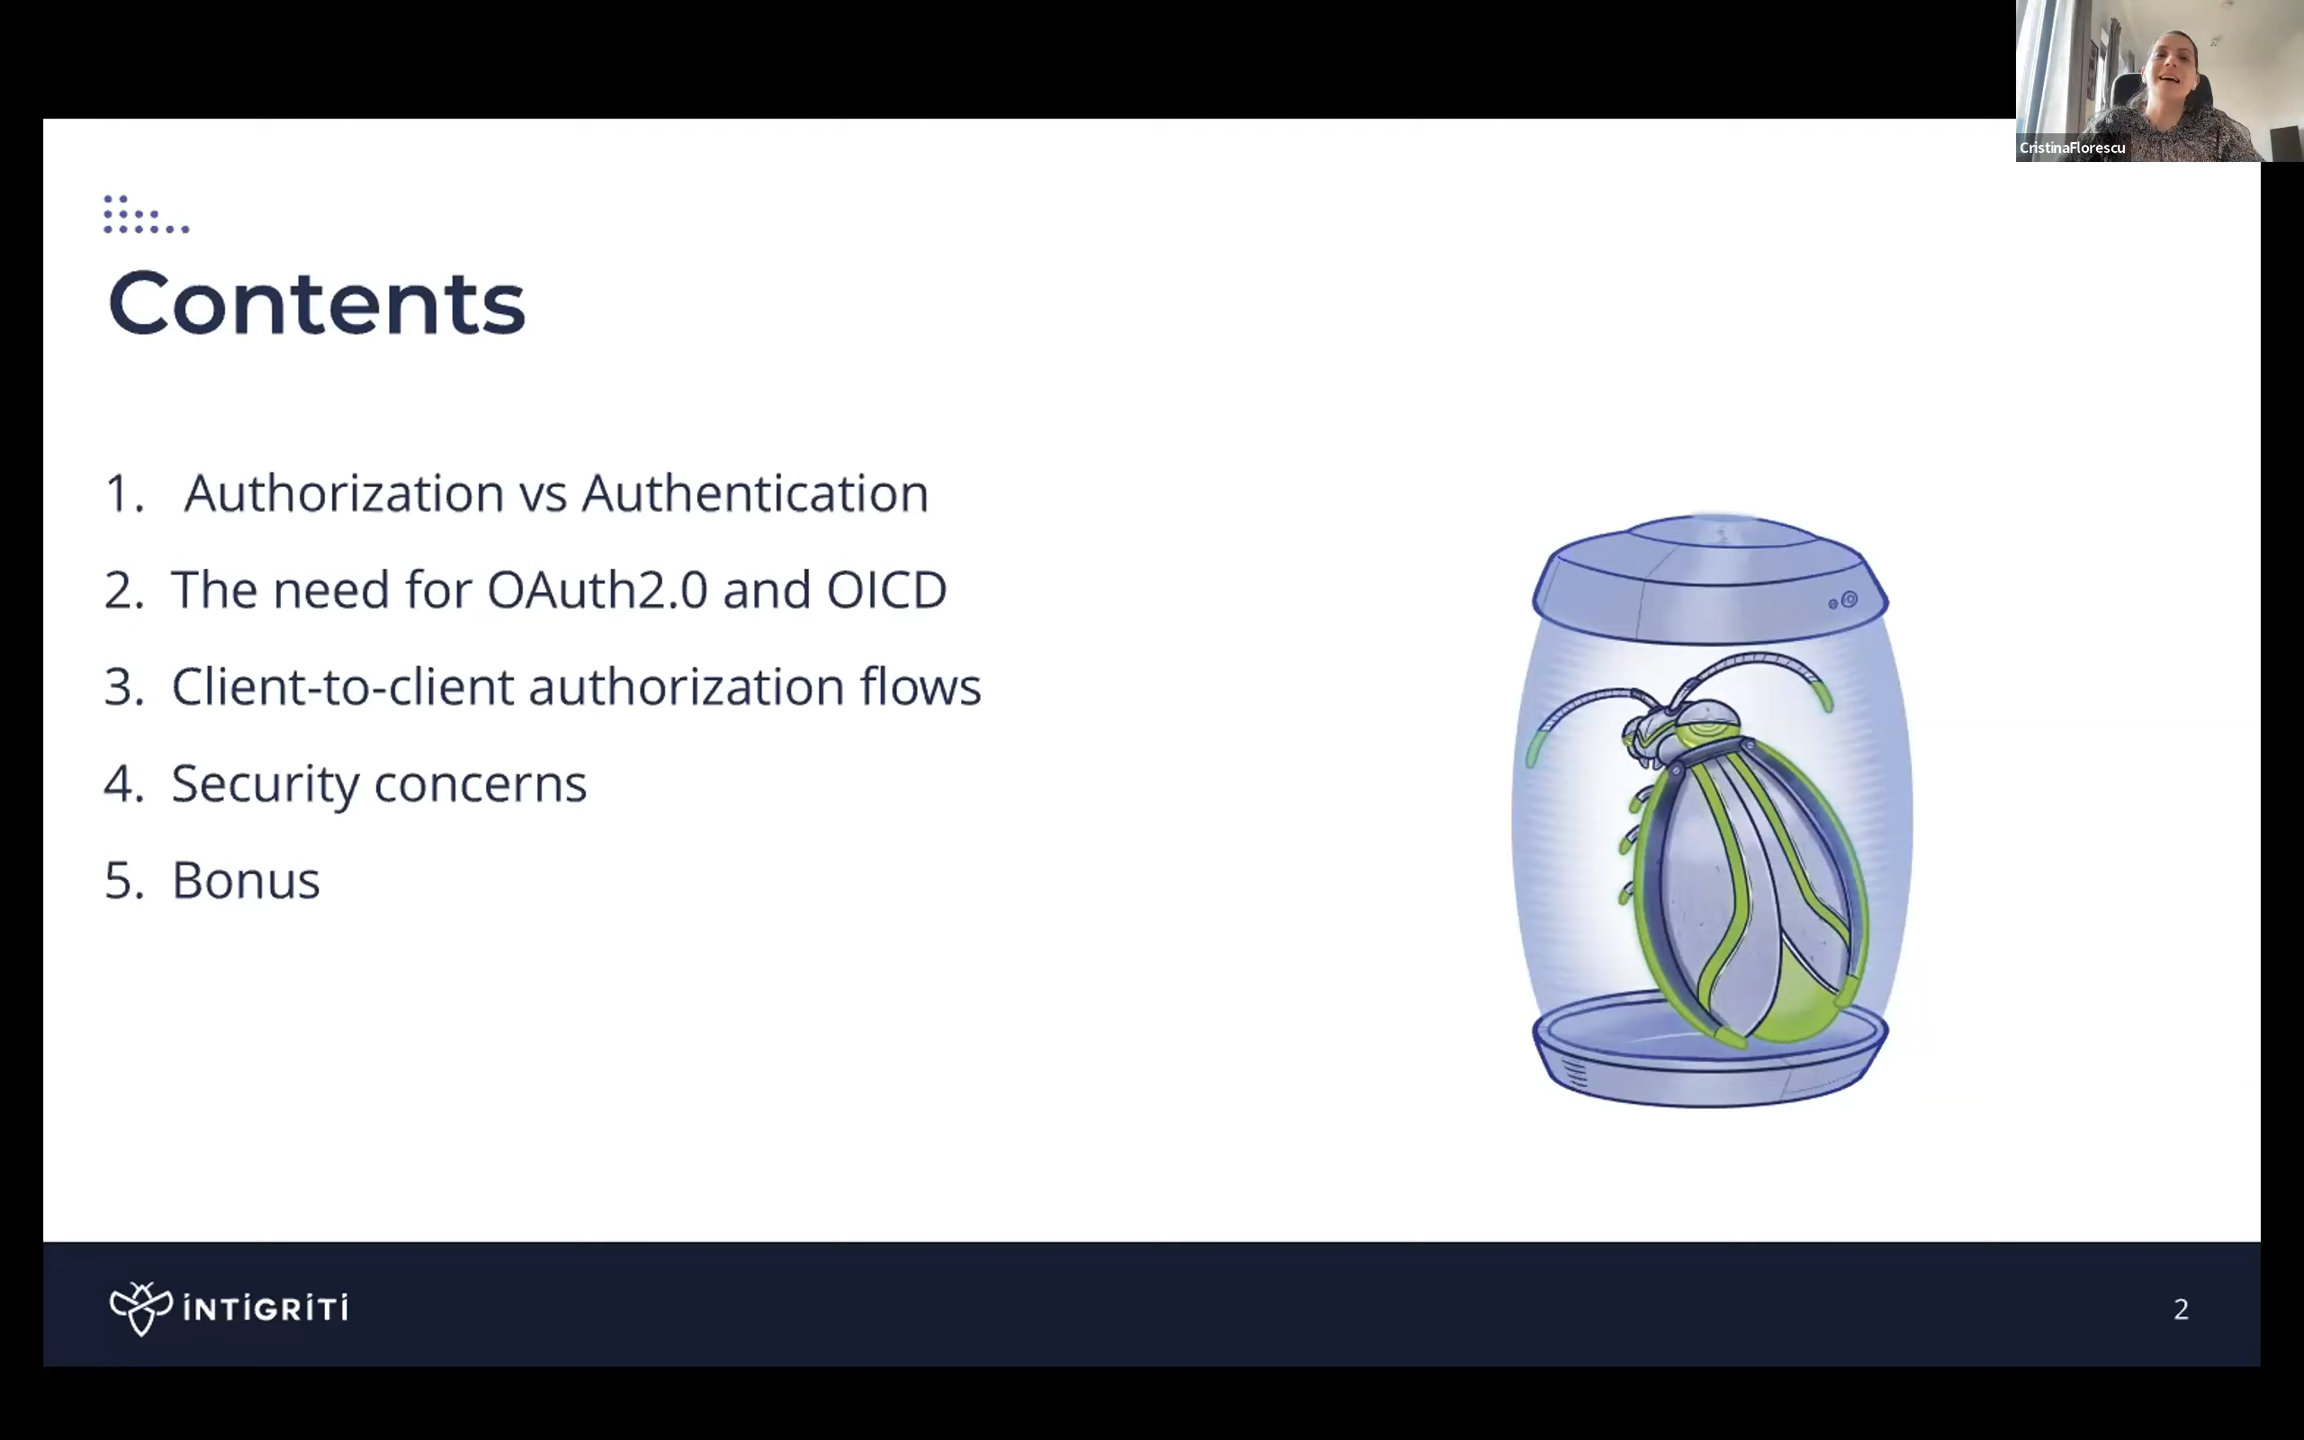 CristinaFlorescu
Contents
1. Authorization vs Authentication
2. The need for OAuth2.0 and OICD
3. Client-to-client authorization flows
4. Security concerns
5. Bonus
INTIGRITI
2